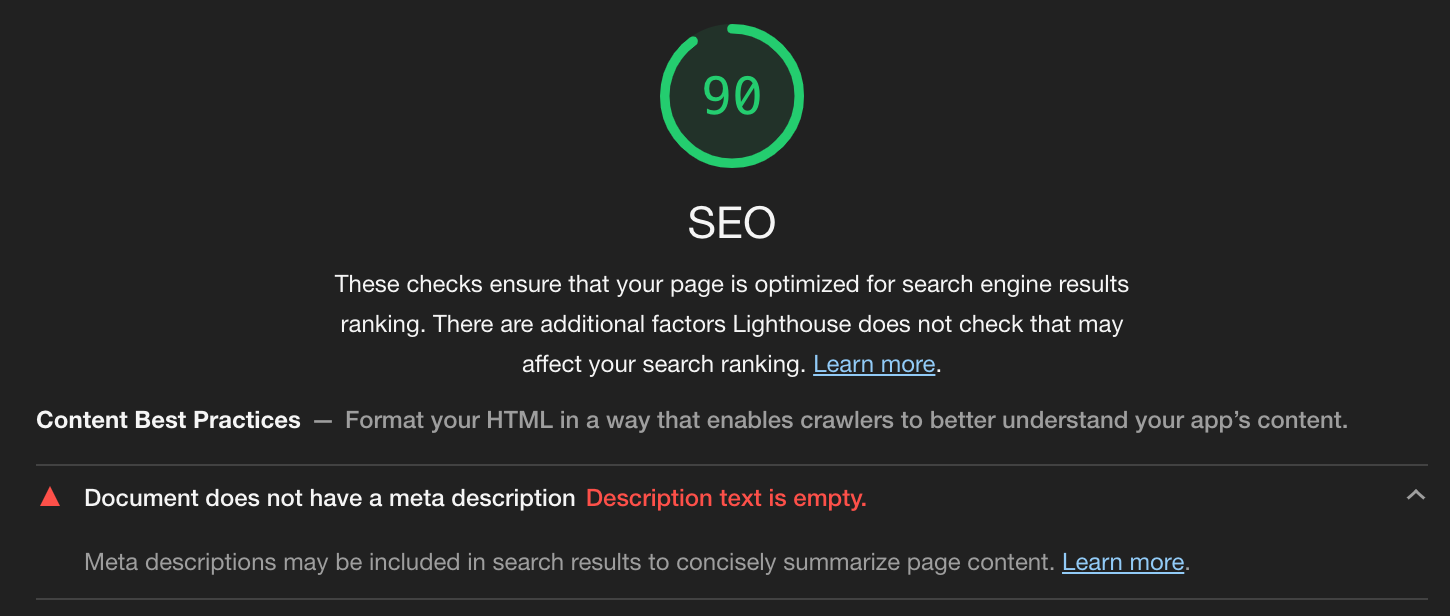 90
SEO
These checks ensure that your page is optimized for search engine results
ranking. There are additional factors Lighthouse does not check that may
affect your search ranking. Learn more.
Content Best Practices — Format your HTML in a way that enables crawlers to better understand your app’s content.
Document does not have a meta description Description text is empty.
Meta descriptions may be included in search results to concisely summarize page content. Learn more.